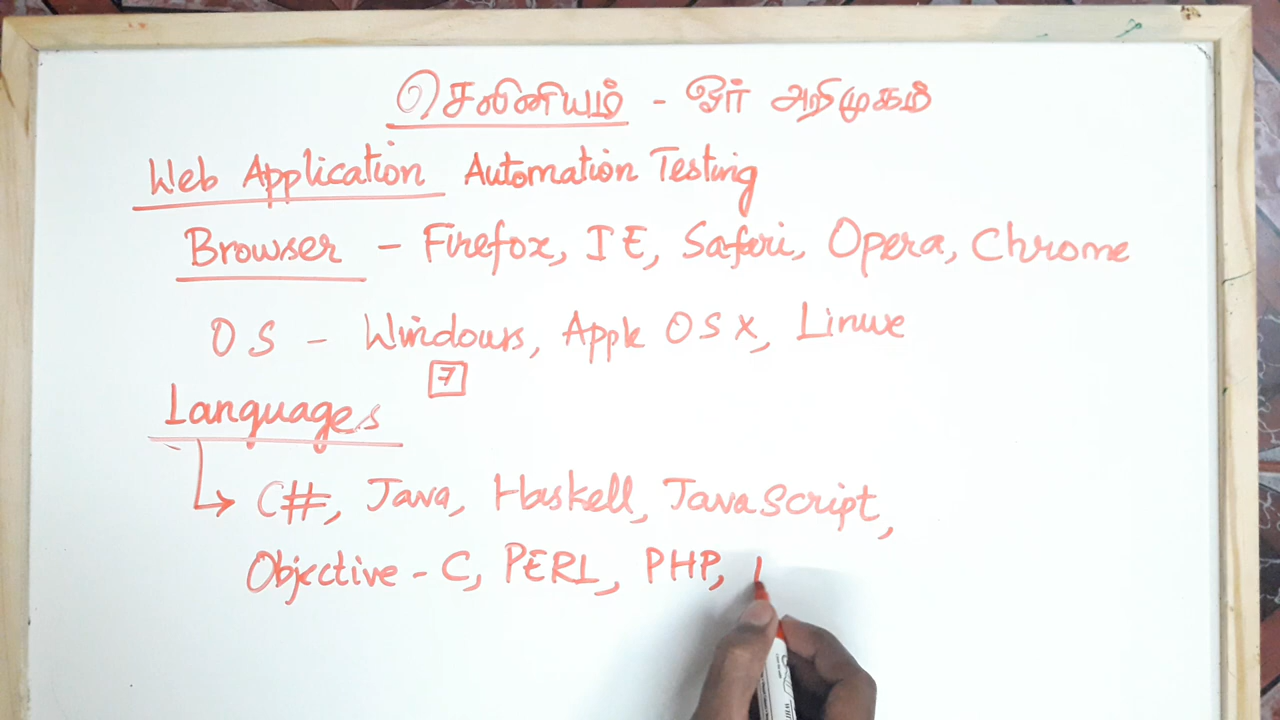 செலினியம் - ஓர் அறிமுகம்
Web Application Automation Testing
Browser - Firefox, IE, Safari, Opera, Chrome
OS - Windows, Apple OS X, Linux
7
Languages
C#, Java, Haskell, JavaScript,
Objective-C, PERL, PHP,